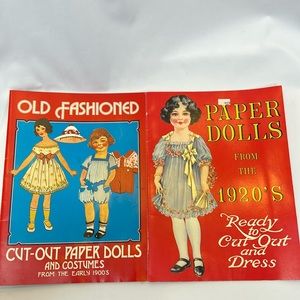 OLD FASHIONED
CUT-OUT PAPER DOLLS
AND COSTUMES
FROM THE EARLY 1900S
PAPER
DOLLS
FROM
THE
1920'S
Ready
to
Cut Out
and
Dress